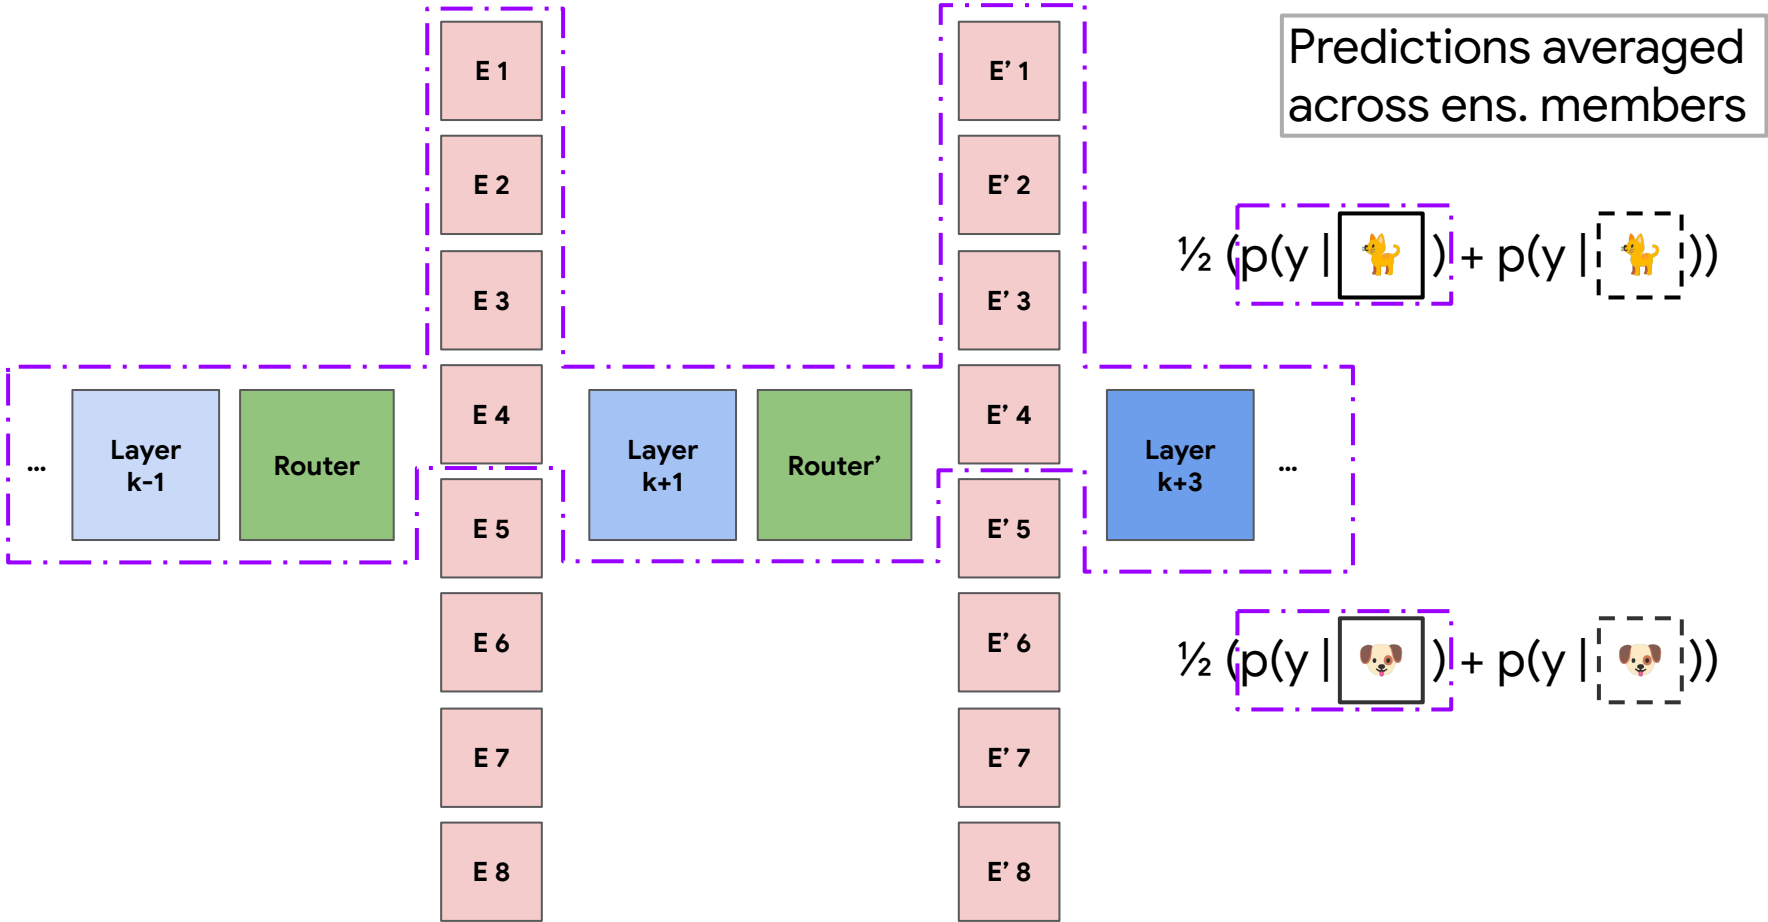 E 1
E 2
E 3
E 4
E 5
E 6
E 7
E 8
E’ 1
E’ 2
E’ 3
E’ 4
E’ 5
E’ 6
E’ 7
E’ 8
...
Layer
k-1
Router
Layer
k+1
Router’
Layer
k+3
...
Predictions averaged
across ens. members
½ (p(y | 🐈) + p(y | 🐈))
½ (p(y | 🐶) + p(y | 🐶))